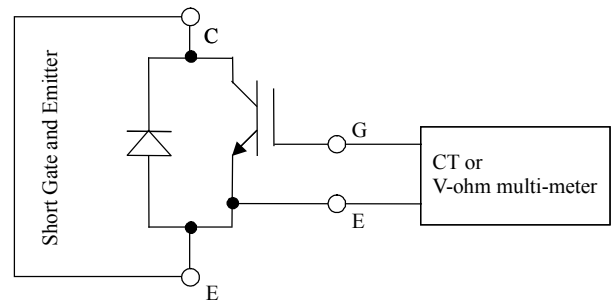 C
Short Gate and Emitter
G
CT or
V-ohm multi-meter
E
E